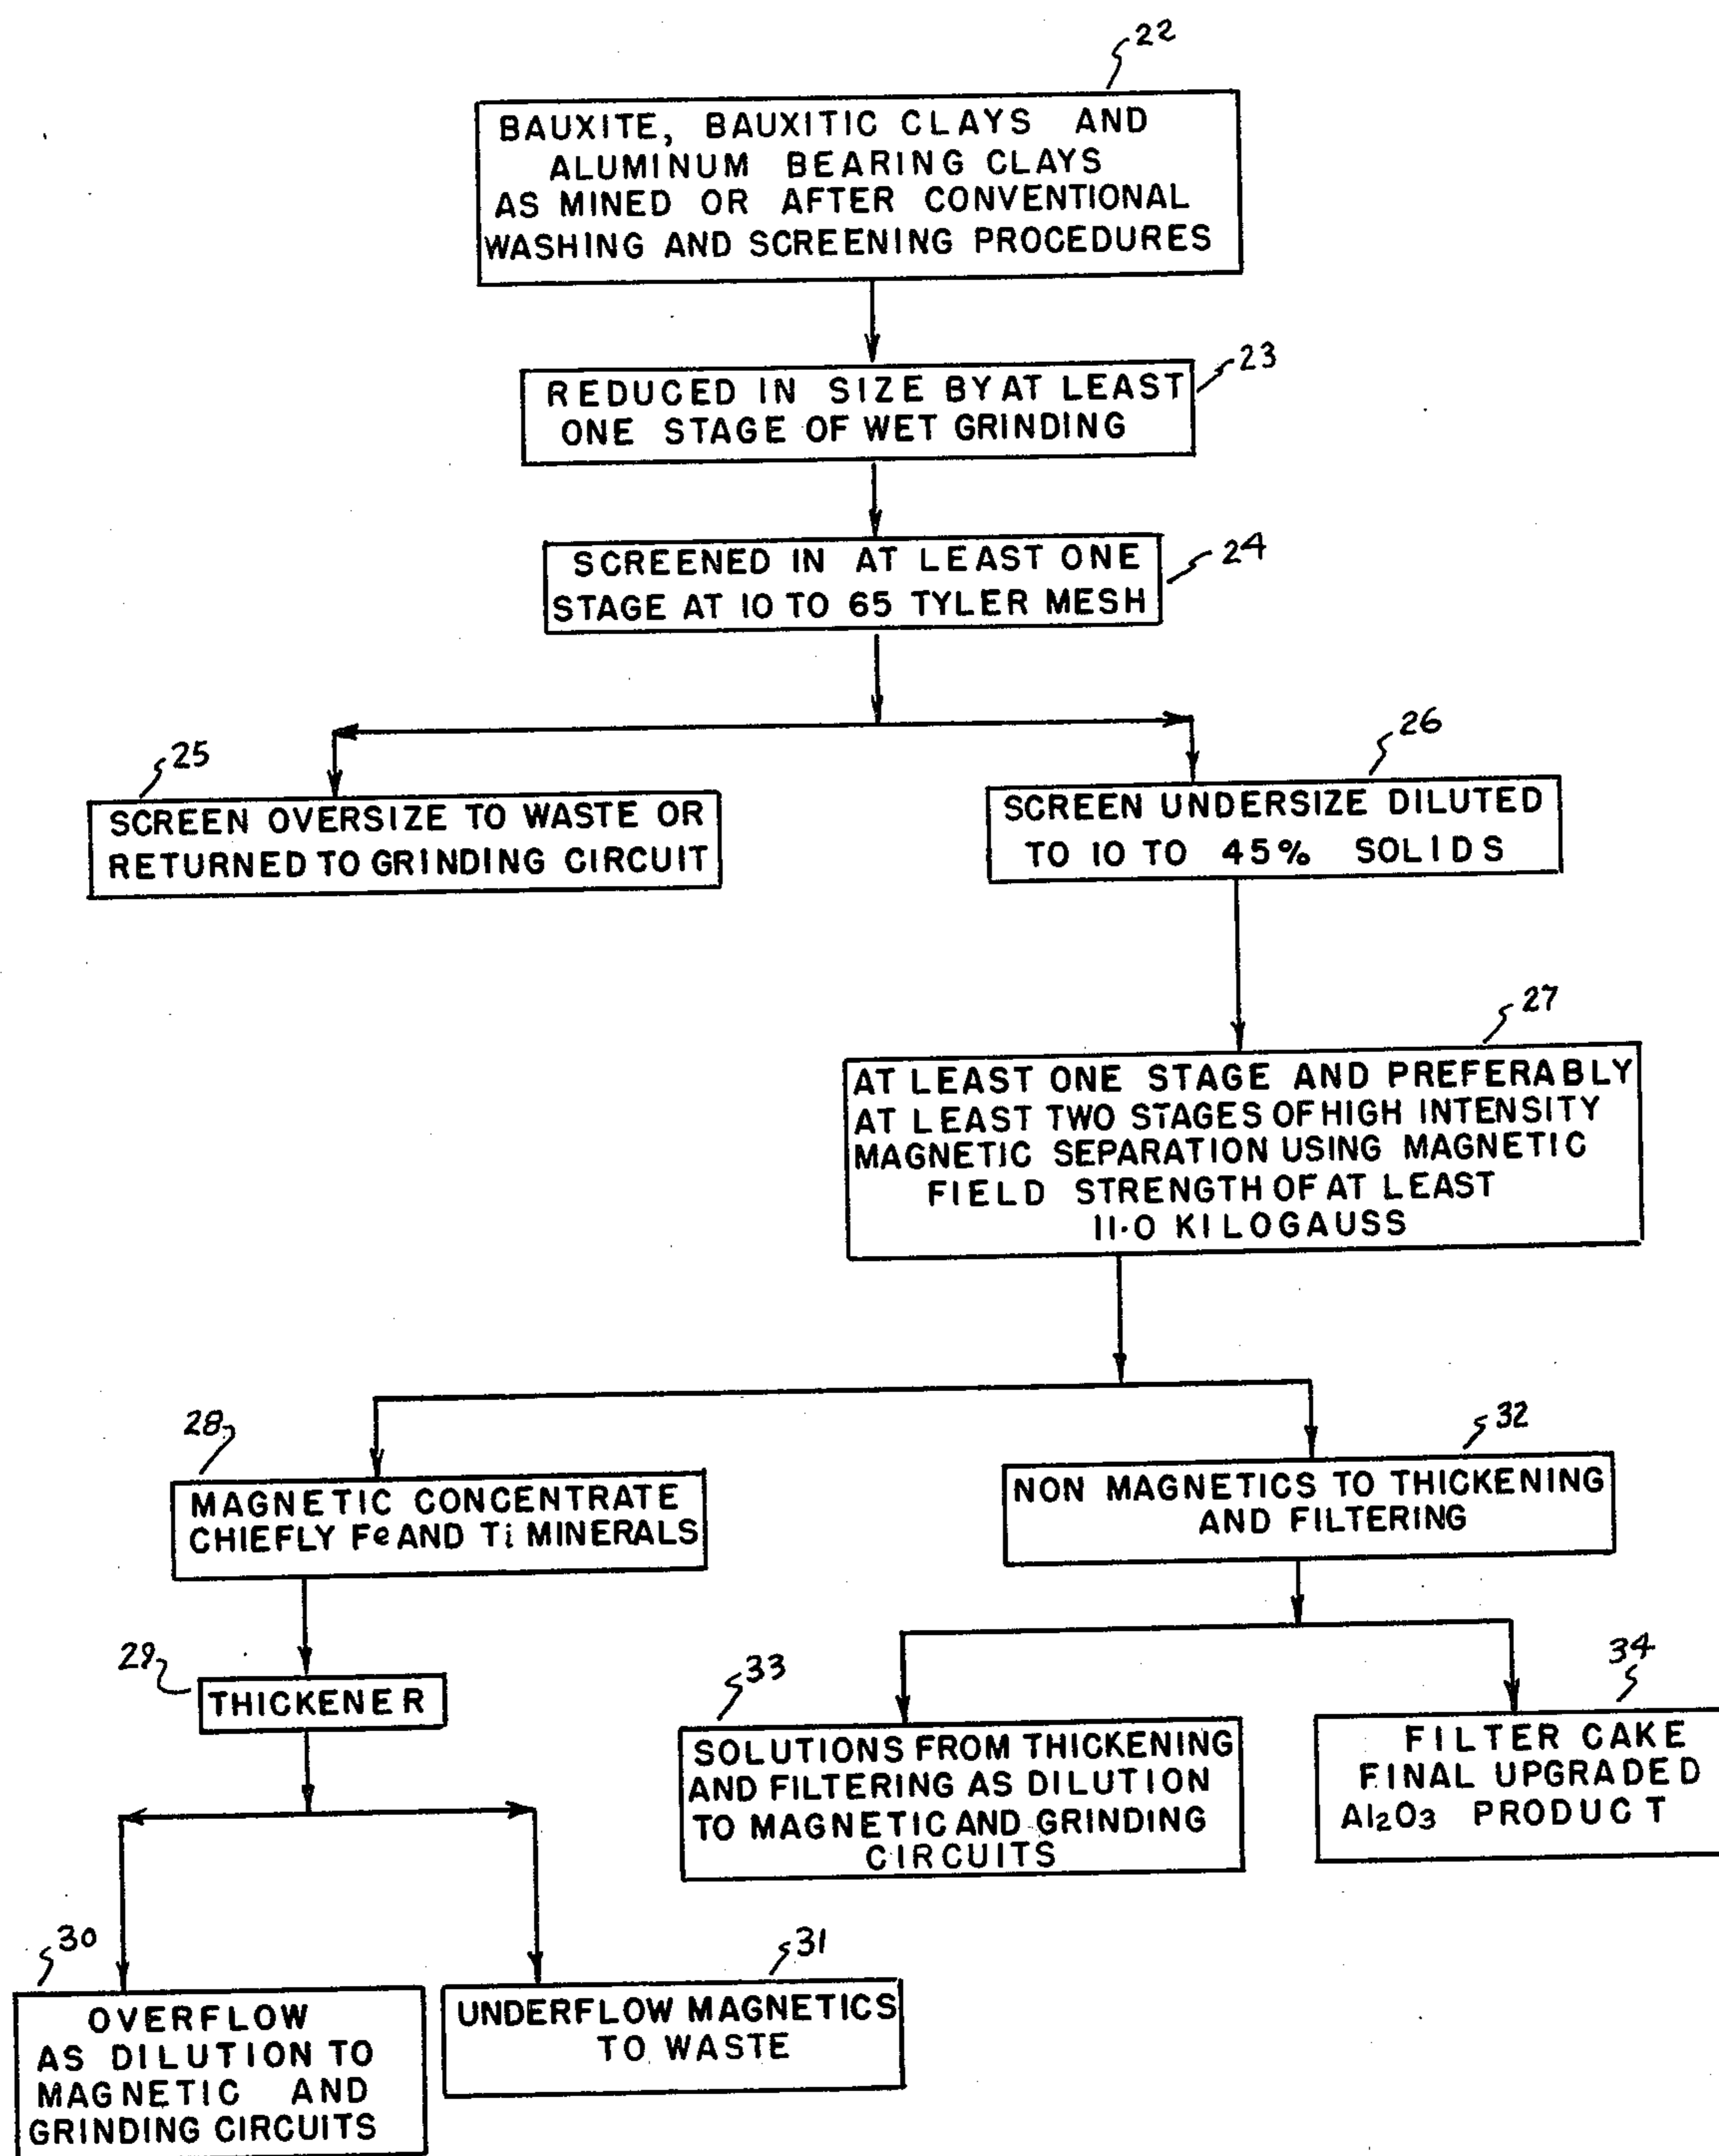 22
BAUXITE, BAUXITIC CLAYS AND
ALUMINUM BEARING CLAYS
AS MINED OR AFTER CONVENTIONAL
WASHING AND SCREENING PROCEDURES
23
REDUCED IN SIZE BY AT LEAST
ONE STAGE OF WET GRINDING
24
SCREENED IN AT LEAST ONE
STAGE AT 10 TO 65 TYLER MESH
25
SCREEN OVERSIZE TO WASTE OR
RETURNED TO GRINDING CIRCUIT
26
SCREEN UNDERSIZE DILUTED
TO 10 TO 45% SOLIDS
27
AT LEAST ONE STAGE AND PREFERABLY
AT LEAST TWO STAGES OF HIGH INTENSITY
MAGNETIC SEPARATION USING MAGNETIC
FIELD STRENGTH OF AT LEAST
11.0 KILOGAUSS
28
MAGNETIC CONCENTRATE
CHIEFLY Fe AND Ti MINERALS
29
THICKENER
30
OVERFLOW
AS DILUTION TO
MAGNETIC AND
GRINDING CIRCUITS
31
UNDERFLOW MAGNETICS
TO WASTE
32
NON MAGNETICS TO THICKENING
AND FILTERING
33
SOLUTIONS FROM THICKENING
AND FILTERING AS DILUTION
TO MAGNETIC AND GRINDING
CIRCUITS
34
FILTER CAKE
FINAL UPGRADED
Al₂O₃ PRODUCT